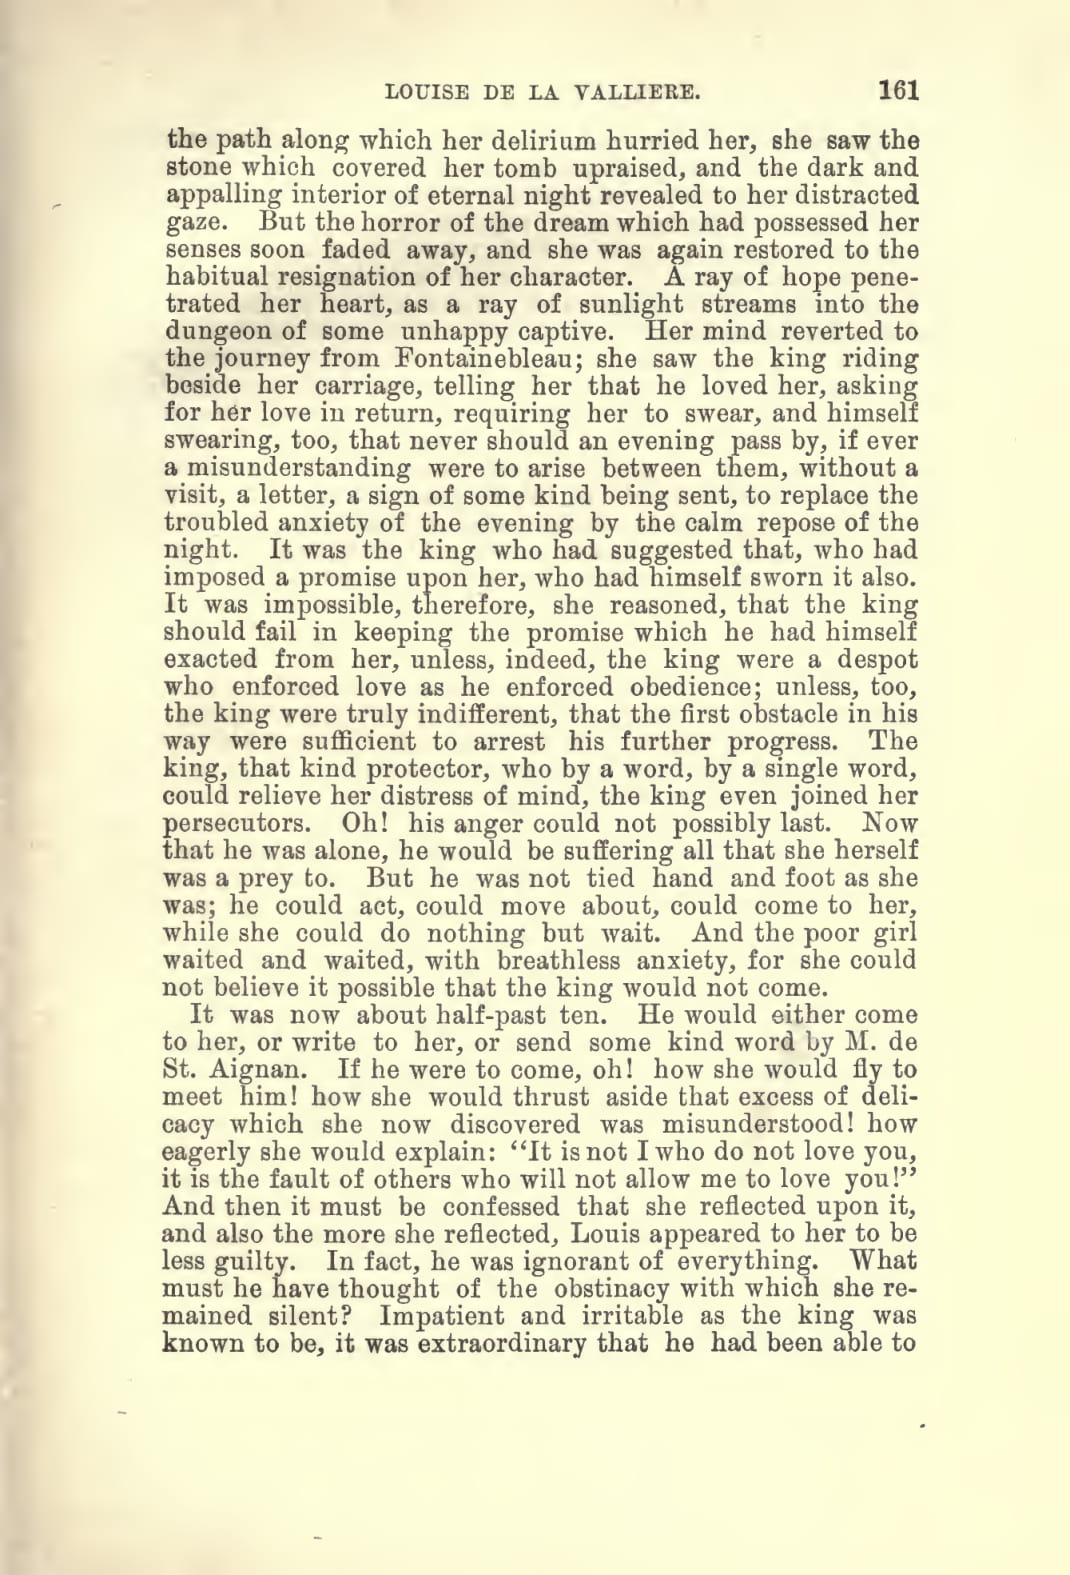 LOUISE DE LA VALLIERE. 161
the path along which her delirium hurried her, she saw the
stone which covered her tomb upraised, and the dark and
appalling interior of eternal night revealed to her distracted
gaze. But the horror of the dream which had possessed her
senses soon faded away, and she was again restored to the
habitual resignation of her character. A ray of hope pene-
trated her heart, as a ray of sunlight streams into the
dungeon of some unhappy captive. Her mind reverted to
the journey from Fontainebleau; she saw the king riding
beside her carriage, telling her that he loved her, asking
for her love in return, requiring her to swear, and himself
swearing, too, that never should an evening pass by, if ever
a misunderstanding were to arise between them, without a
visit, a letter, a sign of some kind being sent, to replace the
troubled anxiety of the evening by the calm repose of the
night. It was the king who had suggested that, who had
imposed a promise upon her, who had himself sworn it also.
It was impossible, therefore, she reasoned, that the king
should fail in keeping the promise which he had himself
exacted from her, unless, indeed, the king were a despot
who enforced love as he enforced obedience; unless, too,
the king were truly indifferent, that the first obstacle in his
way were sufficient to arrest his further progress. The
king, that kind protector, who by a word, by a single word,
could relieve her distress of mind, the king even joined her
persecutors. Oh! his anger could not possibly last. Now
that he was alone, he would be suffering all that she herself
was a prey to. But he was not tied hand and foot as she
was; he could act, could move about, could come to her,
while she could do nothing but wait. And the poor girl
waited and waited, with breathless anxiety, for she could
not believe it possible that the king would not come.
It was now about half-past ten. He would either come
to her, or write to her, or send some kind word by M. de
St. Aignan. If he were to come, oh! how she would fly to
meet him! how she would thrust aside that excess of deli-
cacy which she now discovered was misunderstood! how
eagerly she would explain: "It is not I who do not love you,
it is the fault of others who will not allow me to love you!"
And then it must be confessed that she reflected upon it,
and also the more she reflected, Louis appeared to her to be
less guilty. In fact, he was ignorant of everything. What
must he have thought of the obstinacy with which she re-
mained silent? Impatient and irritable as the king was
known to be, it was extraordinary that he had been able to